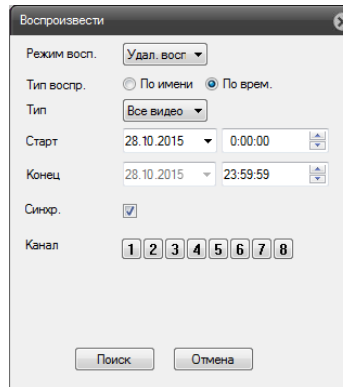 Воспроизвести
Режим восп. Удал. восг
Тип воспр. По имени По врем.
Тип Все видео
Старт 28.10.2015 0:00:00
Конец 28.10.2015 23:59:59
Синхр.
Канал 1 2 3 4 5 6 7 8
Поиск Отмена